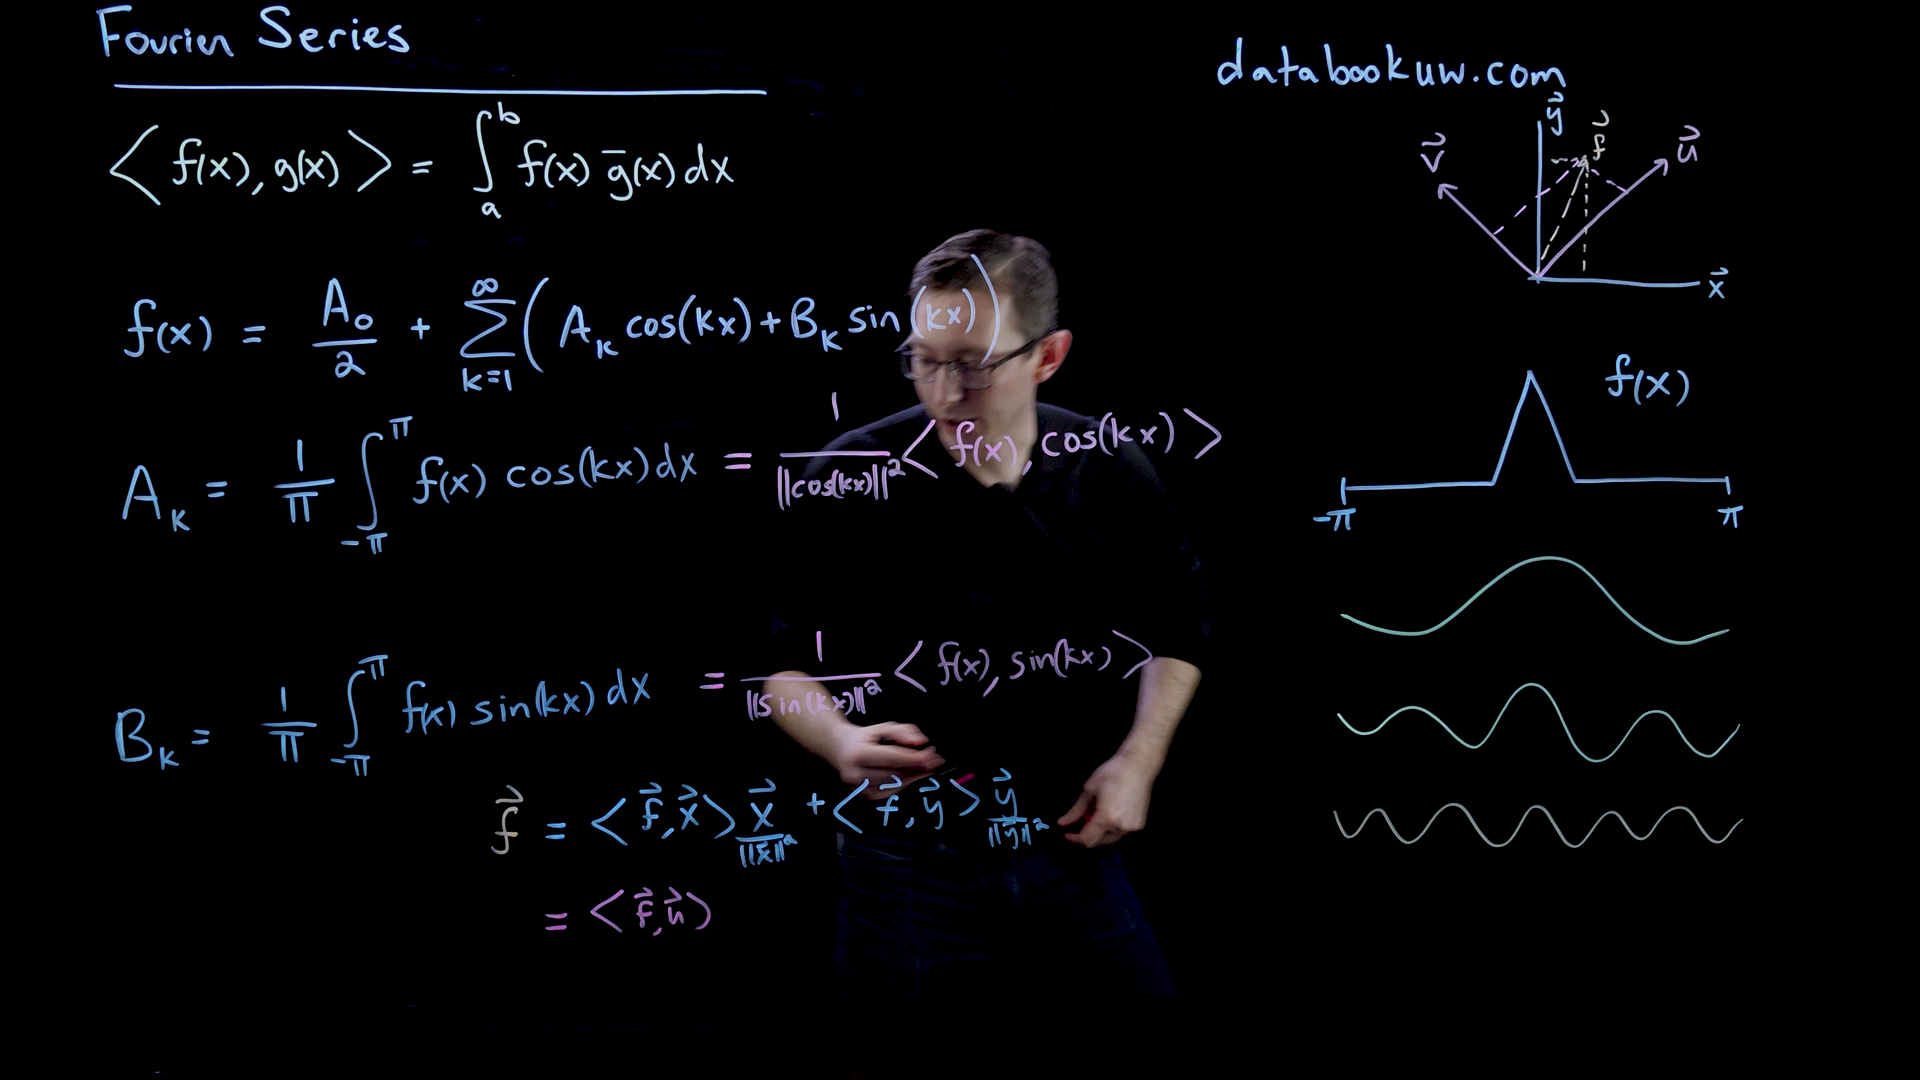 Fourier Series
databookuw.com
⟨f(x), g(x)⟩ = ∫_a^b f(x) g̅(x) dx
f(x) = A₀/2 + Σ_{k=1}^{∞} (A_k cos(kx) + B_k sin(kx))
A_k = 1/π ∫_{-π}^{π} f(x) cos(kx) dx = 1/||cos(kx)||² ⟨f(x), cos(kx)⟩
B_k = 1/π ∫_{-π}^{π} f(x) sin(kx) dx = 1/||sin(kx)||² ⟨f(x), sin(kx)⟩
f⃗ = ⟨f⃗, x⃗⟩ x⃗/||x⃗||² + ⟨f⃗, y⃗⟩ y⃗/||y⃗||²
= ⟨f⃗, u⃗⟩
y⃗
f⃗
u⃗
v⃗
x⃗
f(x)
-π
π